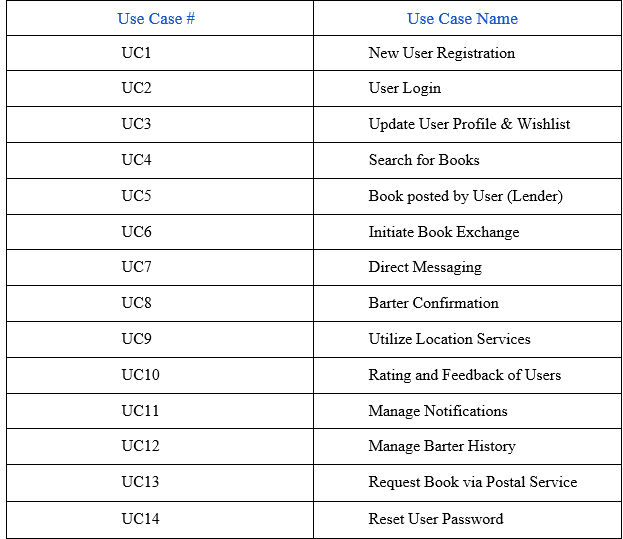 Use Case # Use Case Name
UC1 New User Registration
UC2 User Login
UC3 Update User Profile & Wishlist
UC4 Search for Books
UC5 Book posted by User (Lender)
UC6 Initiate Book Exchange
UC7 Direct Messaging
UC8 Barter Confirmation
UC9 Utilize Location Services
UC10 Rating and Feedback of Users
UC11 Manage Notifications
UC12 Manage Barter History
UC13 Request Book via Postal Service
UC14 Reset User Password